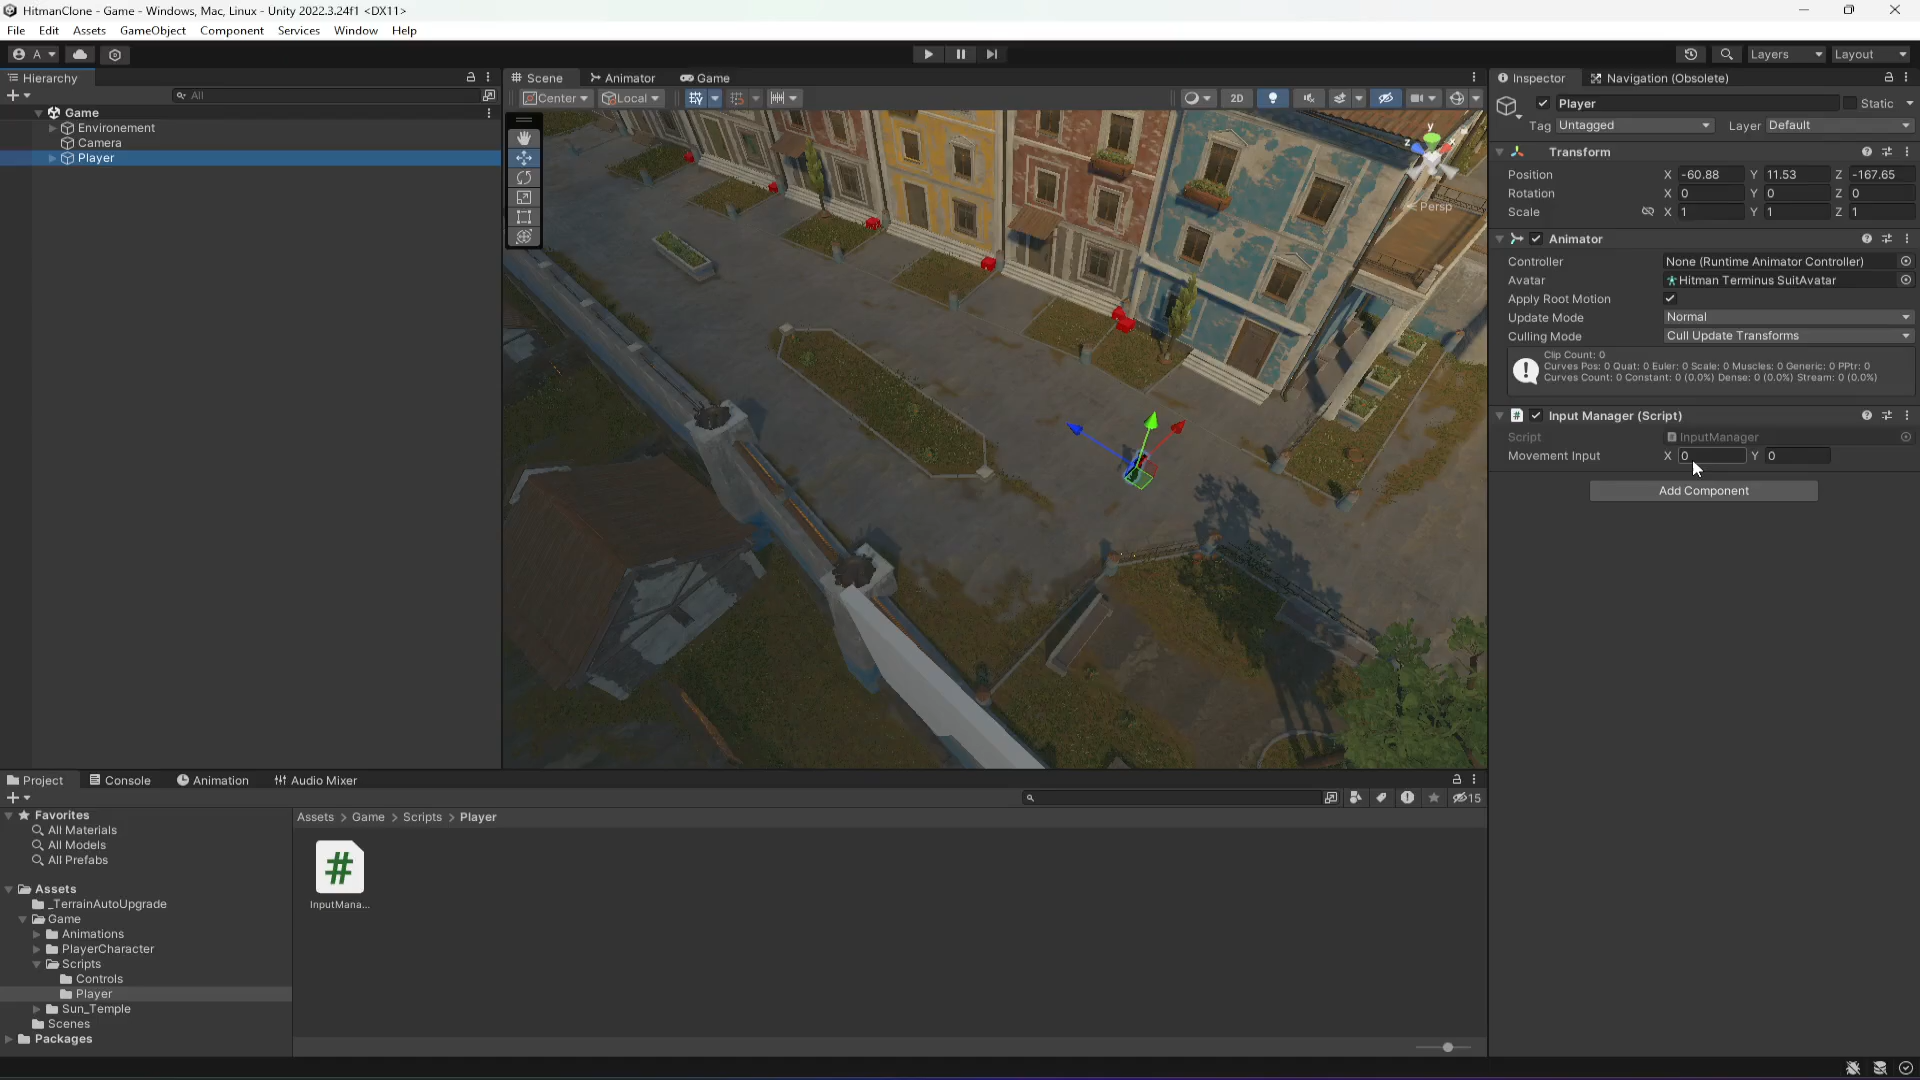 HitmanClone - Game - Windows, Mac, Linux - Unity 2022.3.24f1 <DX11>
File Edit Assets GameObject Component Services Window Help
A Layers Layout
Hierarchy
All
Game
Environement
Camera
Player
Scene Animator Game
Center Local 2D
y
z x
Persp
Inspector Navigation (Obsolete)
Player Static
Tag Untagged Layer Default
Transform
Position X -60.88 Y 11.53 Z -167.65
Rotation X 0 Y 0 Z 0
Scale X 1 Y 1 Z 1
Animator
Controller None (Runtime Animator Controller)
Avatar Hitman Terminus SuitAvatar
Apply Root Motion
Update Mode Normal
Culling Mode Cull Update Transforms
Clip Count: 0
Curves Pos: 0 Quat: 0 Euler: 0 Scale: 0 Muscles: 0 Generic: 0 PPtr: 0
Curves Count: 0 Constant: 0 (0.0%) Dense: 0 (0.0%) Stream: 0 (0.0%)
# Input Manager (Script)
Script InputManager
Movement Input X 0 Y 0
Add Component
Project Console Animation Audio Mixer
15
Favorites
All Materials
All Models
All Prefabs
Assets
_TerrainAutoUpgrade
Game
Animations
PlayerCharacter
Scripts
Controls
Player
Sun_Temple
Scenes
Packages
Assets > Game > Scripts > Player
#
InputMana...